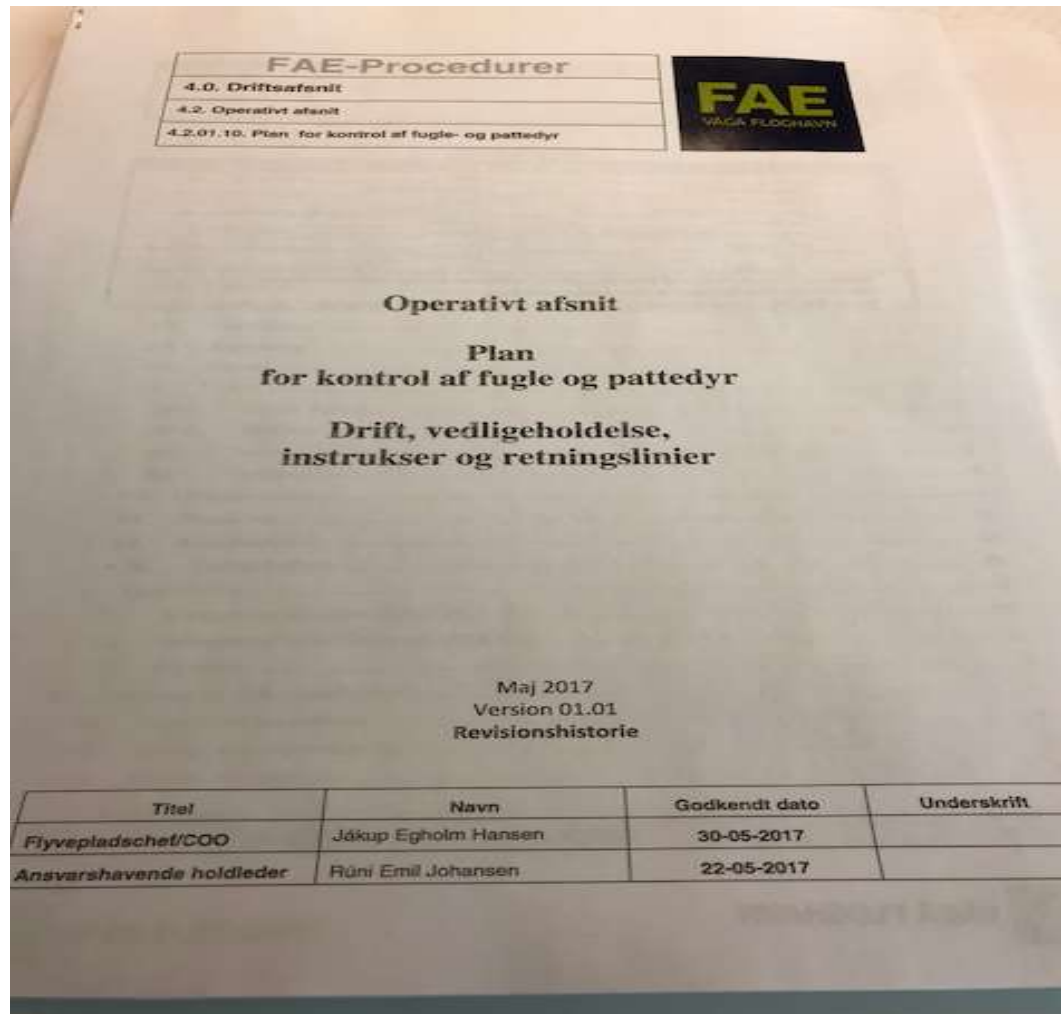 FAE-Procedurer
4.0. Driftsafsnit
4.2. Operativt afsnit
4.2.01.10. Plan for kontrol af fugle- og pattedyr
FAE
VÁGA FLOGHAVN
Operativt afsnit
Plan
for kontrol af fugle og pattedyr
Drift, vedligeholdelse,
instrukser og retningslinier
Maj 2017
Version 01.01
Revisionshistorie
Titel Navn Godkendt dato Underskrift
Flyvepladschef/COO Jákup Egholm Hansen 30-05-2017
Ansvarshavende holdleder Rúni Emil Johansen 22-05-2017